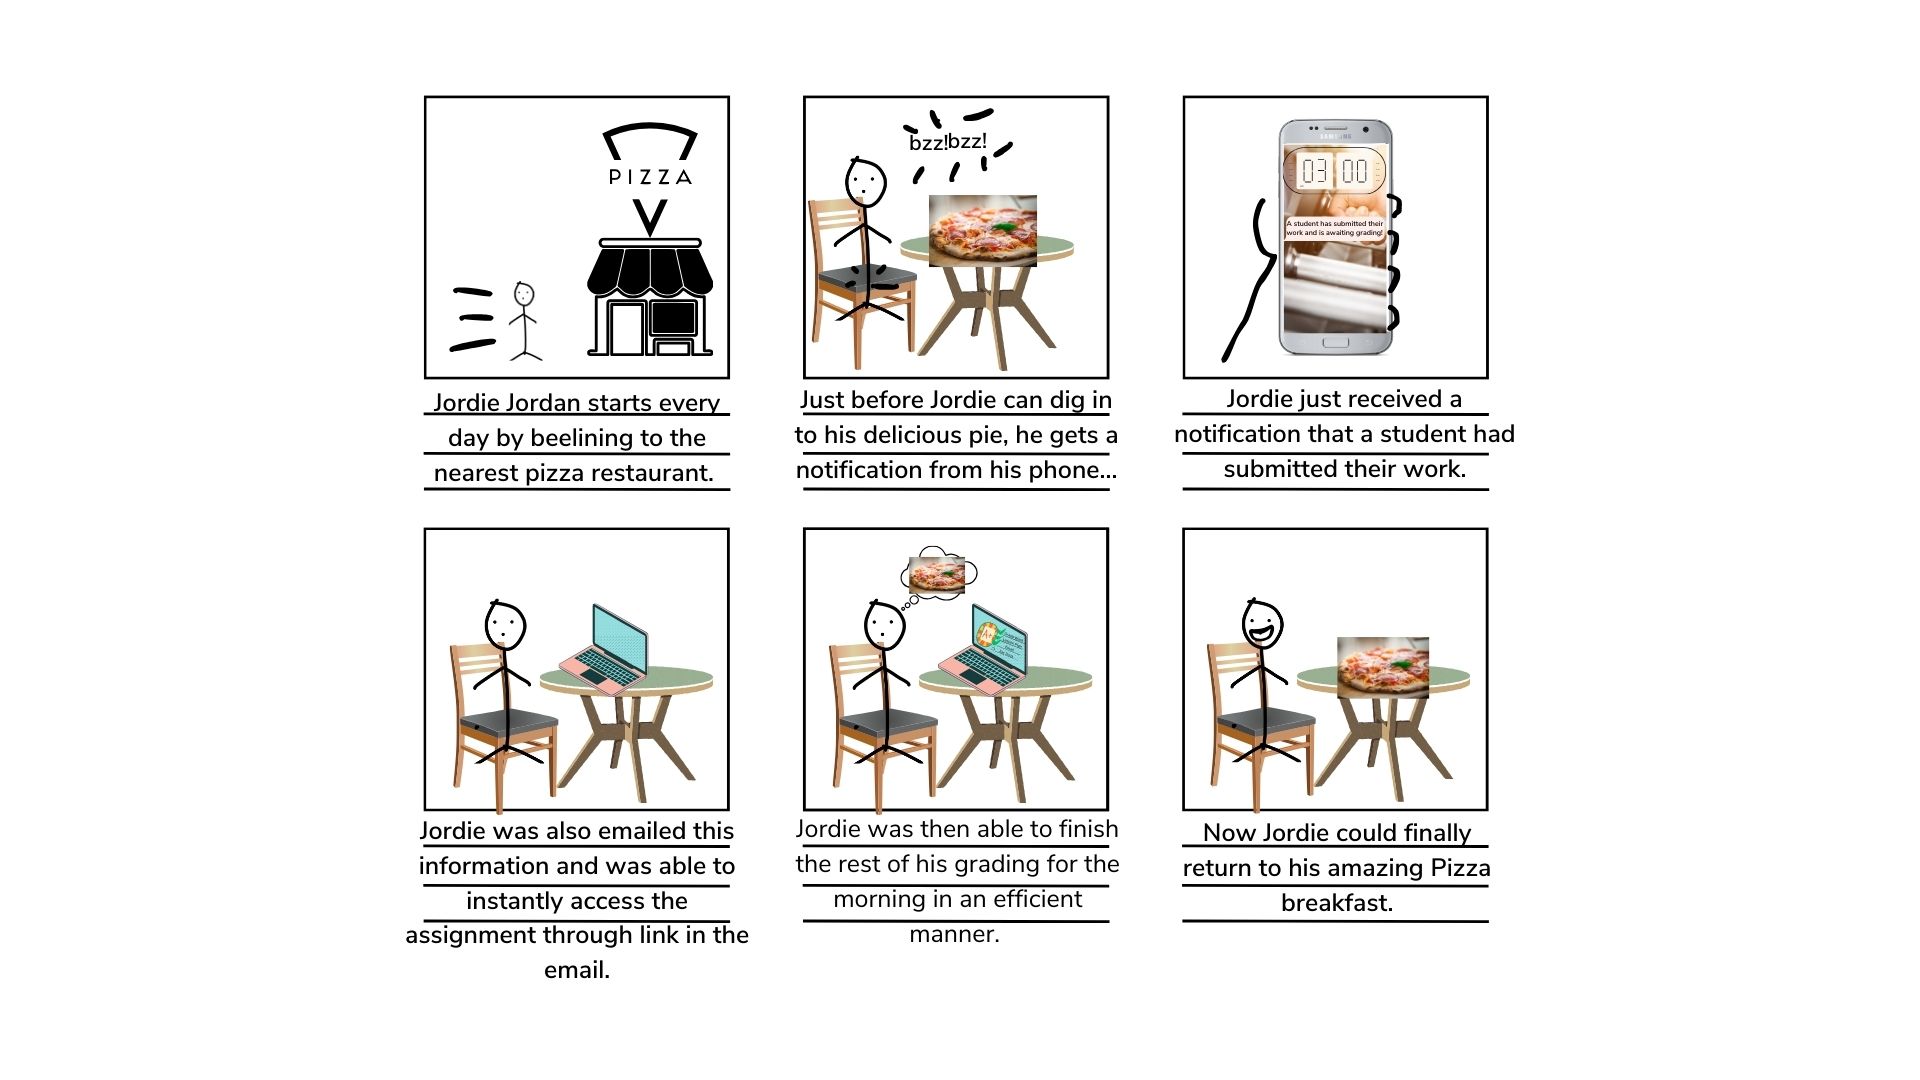 PIZZA
Jordie Jordan starts every
day by beelining to the
nearest pizza restaurant.
bzz!bzz!
Just before Jordie can dig in
to his delicious pie, he gets a
notification from his phone...
SAMSUNG
03 00
A student has submitted their
work and is awaiting grading!
Jordie just received a
notification that a student had
submitted their work.
Jordie was also emailed this
information and was able to
instantly access the
assignment through link in the
email.
A+
Jordie was then able to finish
the rest of his grading for the
morning in an efficient
manner.
Now Jordie could finally
return to his amazing Pizza
breakfast.